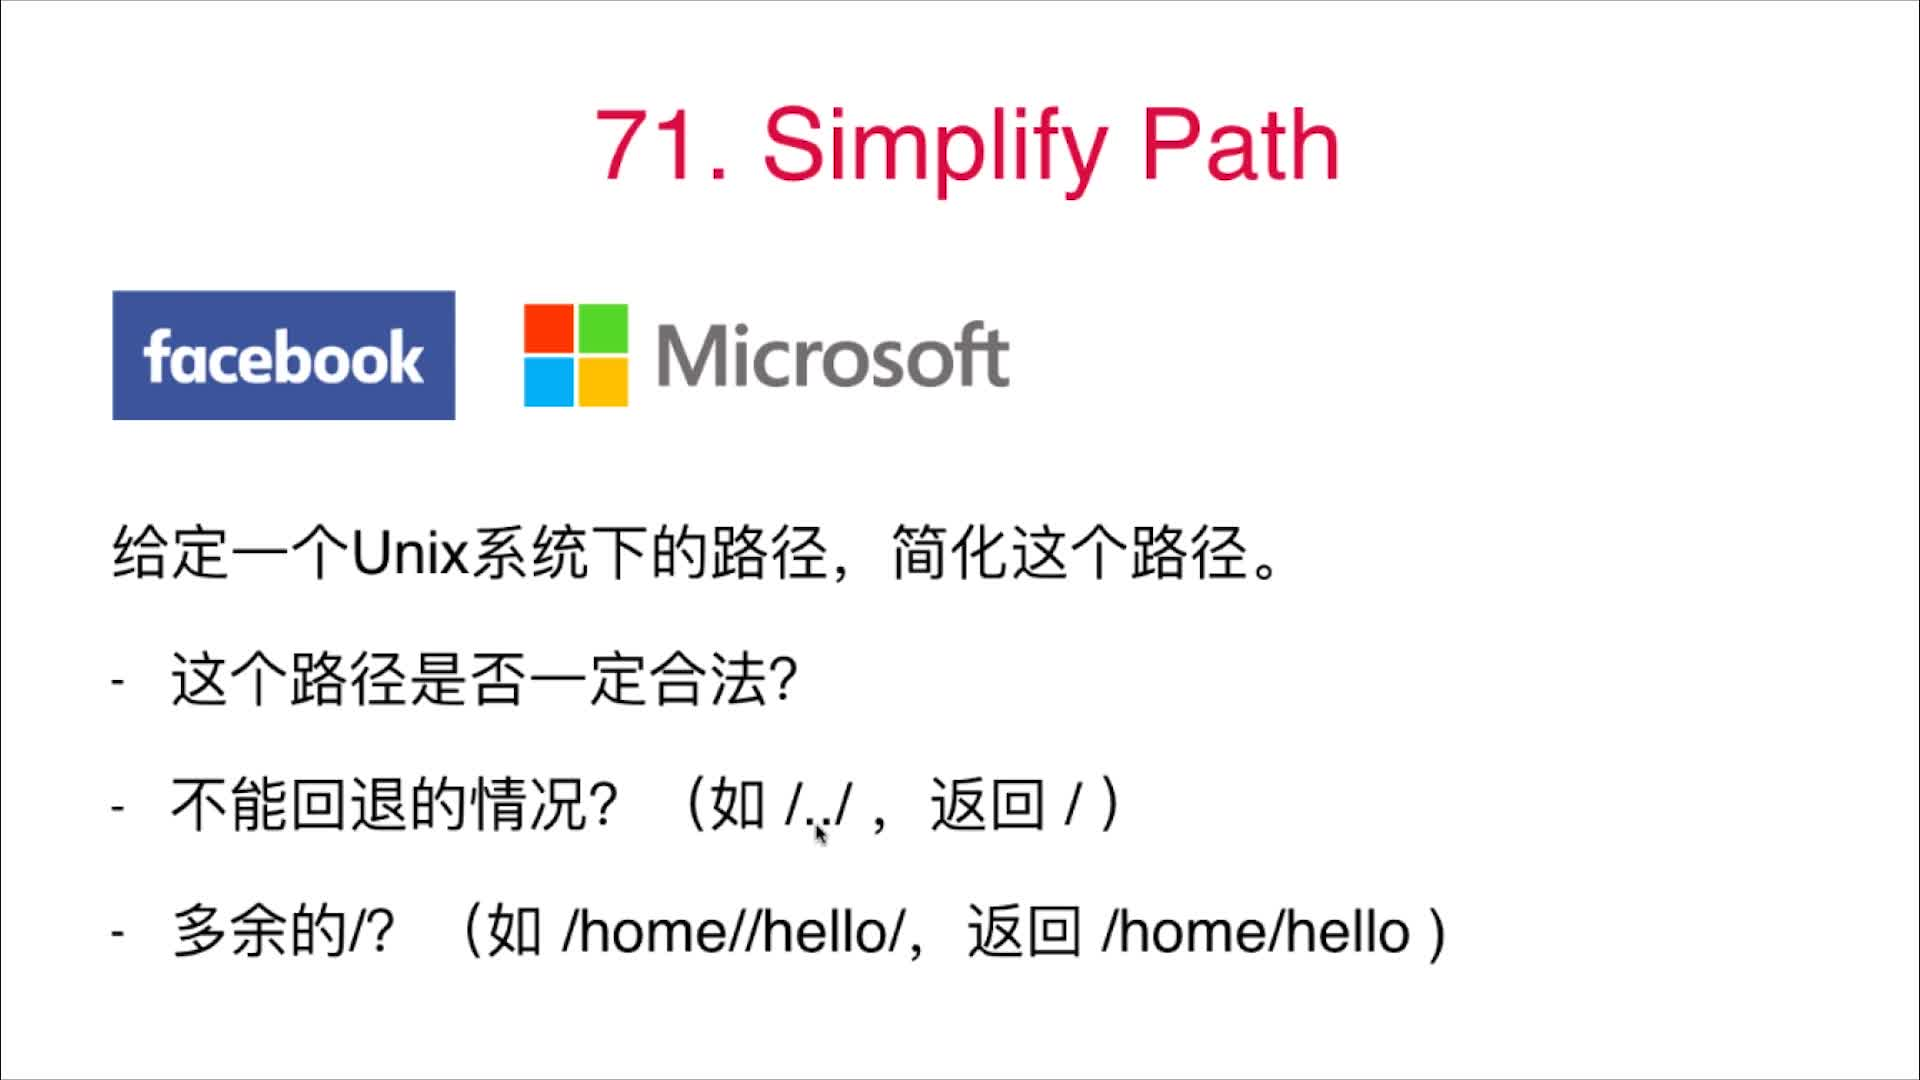 71. Simplify Path
facebook
Microsoft
给定一个Unix系统下的路径，简化这个路径。
- 这个路径是否一定合法？
- 不能回退的情况？（如 /../ ，返回 / ）
- 多余的/？（如 /home//hello/，返回 /home/hello )